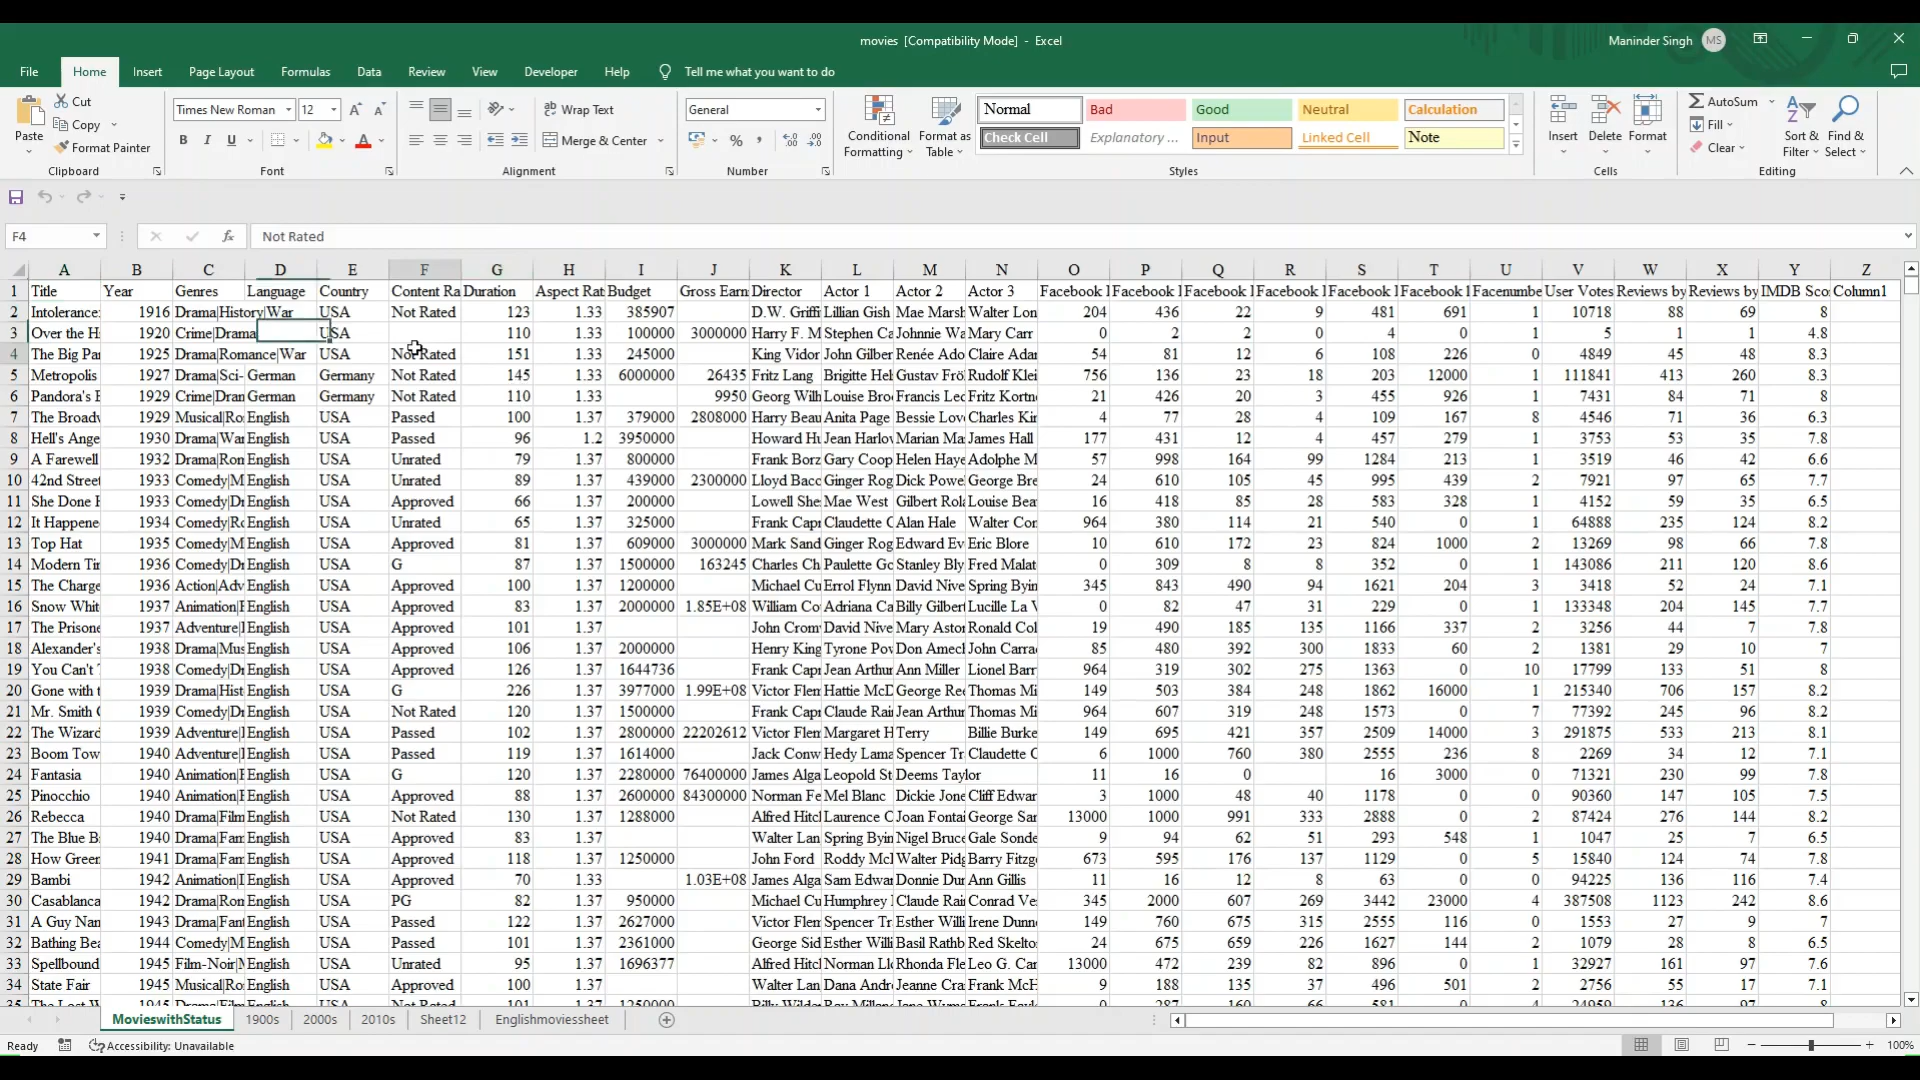 movies [Compatibility Mode] - Excel
Maninder Singh MS
File Home Insert Page Layout Formulas Data Review View Developer Help Tell me what you want to do
Paste Cut Copy Format Painter Clipboard
Times New Roman 12 B I U A Font
Wrap Text Merge & Center Alignment
General % Number
Conditional Formatting Format as Table
Normal Bad Good Neutral Calculation
Check Cell Explanatory ... Input Linked Cell Note
Styles
Insert Delete Format Cells
AutoSum Fill Clear Sort & Filter Find & Select Editing
F4 fx Not Rated
A B C D E F G H I J K L M N O P Q R S T U V W X Y Z
1 Title Year Genres Language Country Content Ra Duration Aspect Rat Budget Gross Earn Director Actor 1 Actor 2 Actor 3 Facebook l Facebook l Facebook l Facebook l Facebook l Facebook l Facenumbe User Votes Reviews by Reviews by IMDB Sco Column1
2 Intolerance: 1916 Drama|History|War USA Not Rated 123 1.33 385907 D.W. Griffi Lillian Gish Mae Marsh Walter Lon 204 436 22 9 481 691 1 10718 88 69 8
3 Over the H 1920 Crime|Drama USA 110 1.33 100000 3000000 Harry F. M Stephen Ca Johnnie Wa Mary Carr 0 2 2 0 4 0 1 5 1 1 4.8
4 The Big Par 1925 Drama|Romance|War USA Not Rated 151 1.33 245000 King Vidor John Gilber Renée Ado Claire Adar 54 81 12 6 108 226 0 4849 45 48 8.3
5 Metropolis 1927 Drama|Sci- German Germany Not Rated 145 1.33 6000000 26435 Fritz Lang Brigitte Hel Gustav Frö Rudolf Klei 756 136 23 18 203 12000 1 111841 413 260 8.3
6 Pandora's B 1929 Crime|Dran German Germany Not Rated 110 1.33 9950 Georg Wilh Louise Bro Francis Led Fritz Kortne 21 426 20 3 455 926 1 7431 84 71 8
7 The Broadw 1929 Musical|Ro English USA Passed 100 1.37 379000 2808000 Harry Beau Anita Page Bessie Love Charles Kin 4 77 28 4 109 167 8 4546 71 36 6.3
8 Hell's Ange 1930 Drama|War English USA Passed 96 1.2 3950000 Howard Hu Jean Harlov Marian Ma James Hall 177 431 12 4 457 279 1 3753 53 35 7.8
9 A Farewell 1932 Drama|Ron English USA Unrated 79 1.37 800000 Frank Borz Gary Coop Helen Haye Adolphe M 57 998 164 99 1284 213 1 3519 46 42 6.6
10 42nd Street 1933 Comedy|M English USA Unrated 89 1.37 439000 2300000 Lloyd Bacc Ginger Rog Dick Powe George Bre 24 610 105 45 995 439 2 7921 97 65 7.7
11 She Done H 1933 Comedy|Dr English USA Approved 66 1.37 200000 Lowell She Mae West Gilbert Rola Louise Bea 16 418 85 28 583 328 1 4152 59 35 6.5
12 It Happene 1934 Comedy|Ro English USA Unrated 65 1.37 325000 Frank Capr Claudette C Alan Hale Walter Con 964 380 114 21 540 0 1 64888 235 124 8.2
13 Top Hat 1935 Comedy|M English USA Approved 81 1.37 609000 3000000 Mark Sand Ginger Rog Edward Ev Eric Blore 10 610 172 23 824 1000 2 13269 98 66 7.8
14 Modern Tir 1936 Comedy|Dr English USA G 87 1.37 1500000 163245 Charles Ch Paulette Go Stanley Bly Fred Malat 0 309 8 8 352 0 1 143086 211 120 8.6
15 The Charge 1936 Action|Adv English USA Approved 100 1.37 1200000 Michael Cu Errol Flynn David Nive Spring Byin 345 843 490 94 1621 204 3 3418 52 24 7.1
16 Snow Whit 1937 Animation|F English USA Approved 83 1.37 2000000 1.85E+08 William Co Adriana Ca Billy Gilbert Lucille La V 0 82 47 31 229 0 1 133348 204 145 7.7
17 The Prisone 1937 Adventure|I English USA Approved 101 1.37 John Crom David Nive Mary Astor Ronald Col 19 490 185 135 1166 337 2 3256 44 7 7.8
18 Alexander's 1938 Drama|Mus English USA Approved 106 1.37 2000000 Henry King Tyrone Pov Don Amecl John Carra 85 480 392 300 1833 60 2 1381 29 10 7
19 You Can't T 1938 Comedy|Dr English USA Approved 126 1.37 1644736 Frank Capr Jean Arthur Ann Miller Lionel Barr 964 319 302 275 1363 0 10 17799 133 51 8
20 Gone with t 1939 Drama|Hist English USA G 226 1.37 3977000 1.99E+08 Victor Flen Hattie McD George Ree Thomas Mi 149 503 384 248 1862 16000 1 215340 706 157 8.2
21 Mr. Smith G 1939 Comedy|Dr English USA Not Rated 120 1.37 1500000 Frank Capr Claude Rair Jean Arthur Thomas Mi 964 607 319 248 1573 0 7 77392 245 96 8.2
22 The Wizard 1939 Adventure|I English USA Passed 102 1.37 2800000 22202612 Victor Flen Margaret H Terry Billie Burke 149 695 421 357 2509 14000 3 291875 533 213 8.1
23 Boom Tow 1940 Adventure|I English USA Passed 119 1.37 1614000 Jack Conw Hedy Lama Spencer Tr Claudette C 6 1000 760 380 2555 236 8 2269 34 12 7.1
24 Fantasia 1940 Animation|F English USA G 120 1.37 2280000 76400000 James Alga Leopold St Deems Taylor 11 16 0 16 3000 0 71321 230 99 7.8
25 Pinocchio 1940 Animation|F English USA Approved 88 1.37 2600000 84300000 Norman Fe Mel Blanc Dickie Jone Cliff Edwar 3 1000 48 40 1178 0 0 90360 187 105 7.5
26 Rebecca 1940 Drama|Film English USA Not Rated 130 1.37 1288000 Alfred Hitcl Laurence O Joan Fontai George Sar 13000 1000 991 333 2888 0 2 87424 276 144 8.2
27 The Blue B 1940 Drama|Fam English USA Approved 83 1.37 Walter Lan Spring Byin Nigel Bruce Gale Sonde 9 94 62 51 293 548 1 1047 25 7 6.5
28 How Green 1941 Drama|Fam English USA Approved 118 1.37 1250000 John Ford Roddy McI Walter Pidg Barry Fitzge 673 595 176 137 1129 0 5 15840 124 74 7.8
29 Bambi 1942 Animation|I English USA Approved 70 1.33 1.03E+08 James Alga Sam Edwar Donnie Dur Ann Gillis 11 16 12 8 63 0 0 94225 136 116 7.4
30 Casablanca 1942 Drama|Ron English USA PG 82 1.37 950000 Michael Cu Humphrey Claude Rair Conrad Ve 345 2000 607 269 3442 23000 4 387508 1123 242 8.6
31 A Guy Nan 1943 Drama|Fant English USA Passed 122 1.37 2627000 Victor Flen Spencer Tr Esther Willi Irene Dunn 149 760 675 315 2555 116 0 1553 27 9 7
32 Bathing Bea 1944 Comedy|M English USA Passed 101 1.37 2361000 George Sid Esther Willi Basil Rathb Red Skelto 24 675 659 226 1627 144 2 1079 28 8 6.5
33 Spellbound 1945 Film-Noir|M English USA Unrated 95 1.37 1696377 Alfred Hitcl Norman Ll Rhonda Fle Leo G. Car 13000 472 239 82 896 0 1 32927 161 97 7.6
34 State Fair 1945 Musical|Ro English USA Approved 100 1.37 Walter Lan Dana Andr Jeanne Cra Charles Wi 9 188 135 37 496 501 2 2756 55 17 7.1
MovieswithStatus 1900s 2000s 2010s Sheet12 Englishmoviessheet
Ready Accessibility: Unavailable 100%